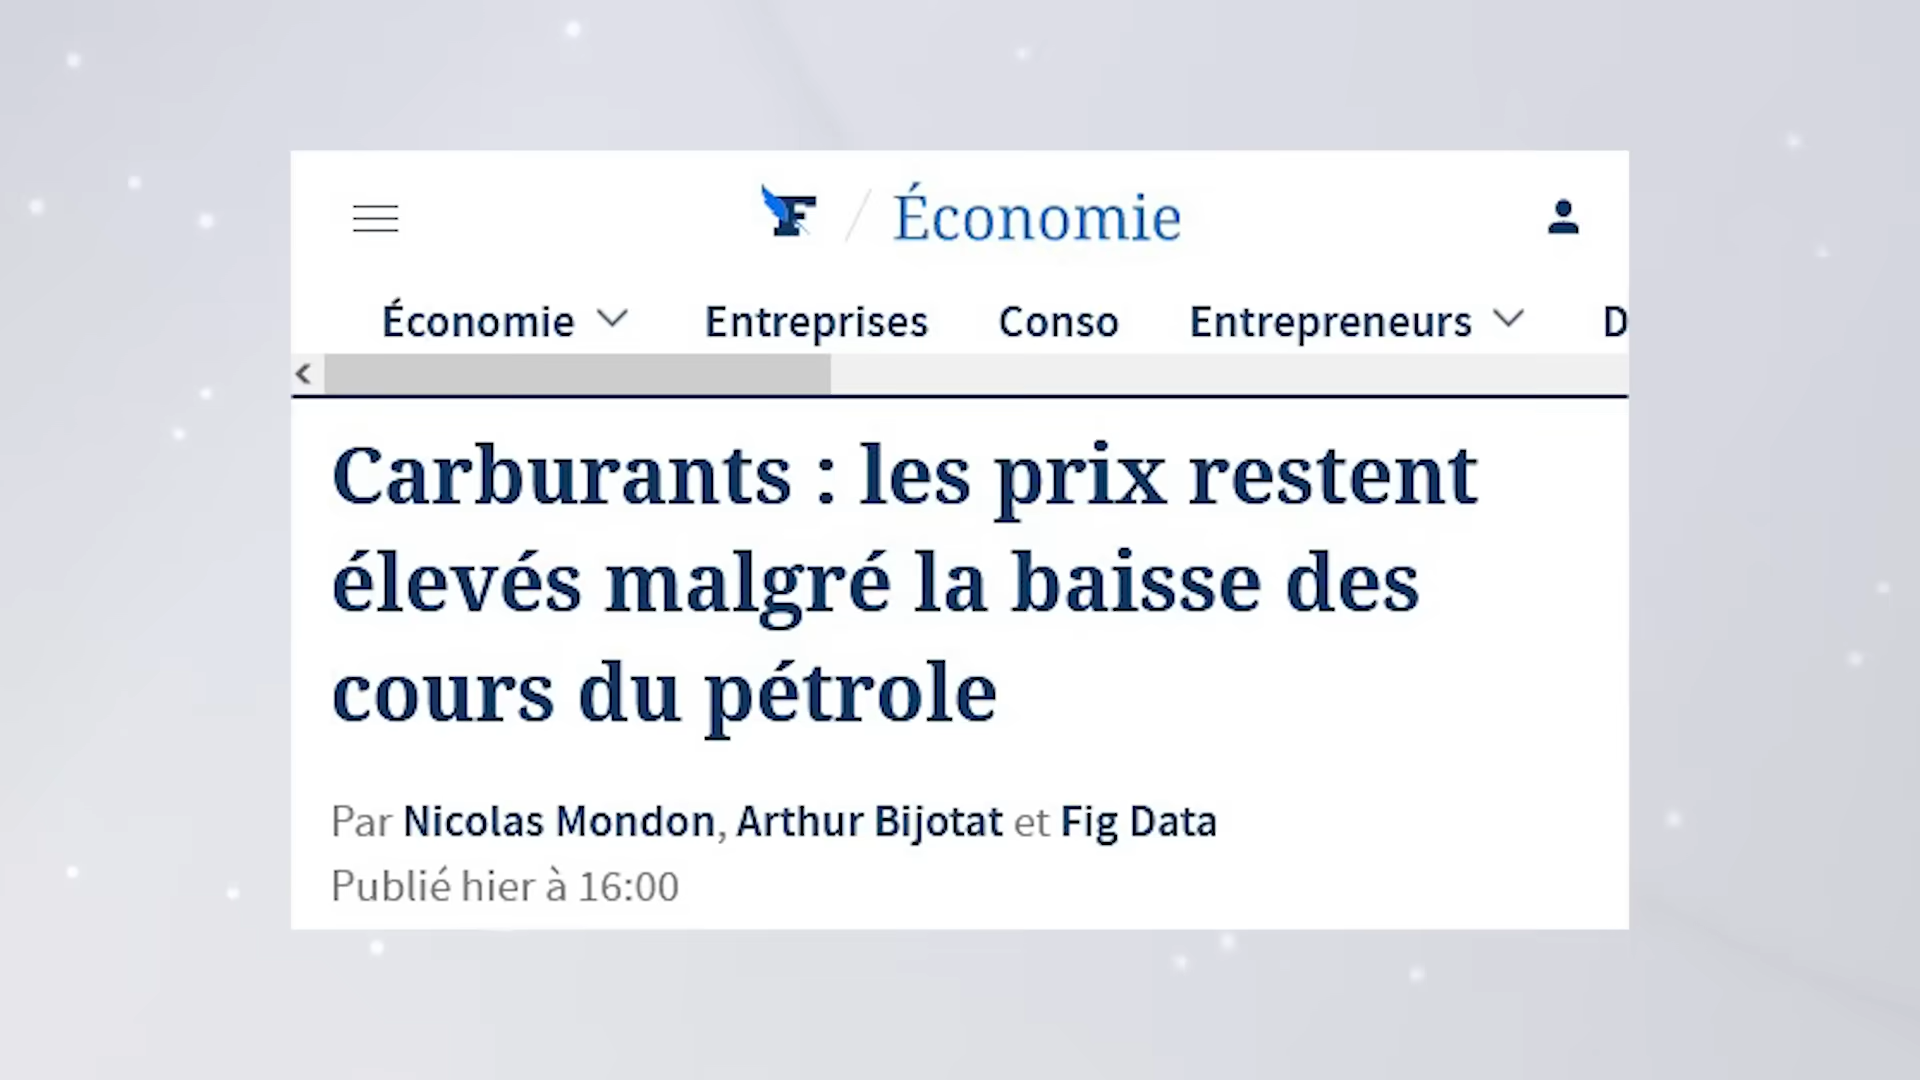 F / Économie
Économie Entreprises Conso Entrepreneurs D
Carburants : les prix restent
élevés malgré la baisse des
cours du pétrole
Par Nicolas Mondon, Arthur Bijotat et Fig Data
Publié hier à 16:00